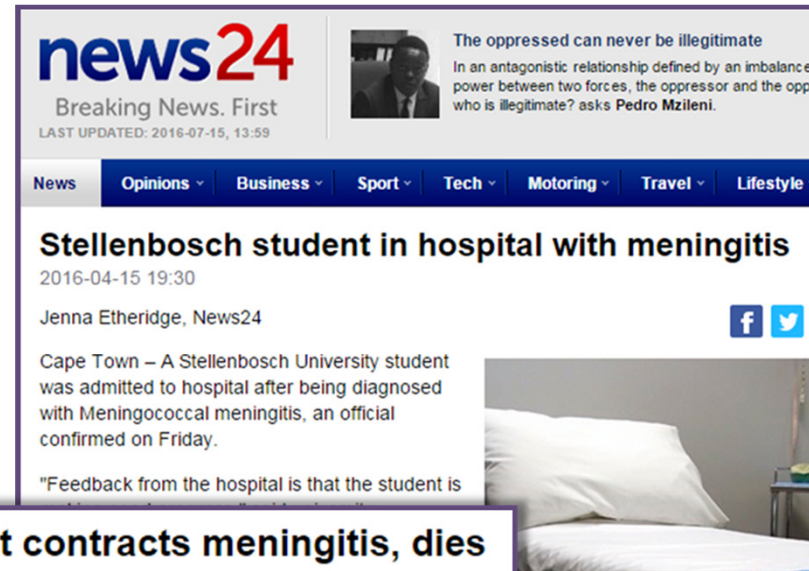 news24
Breaking News. First
LAST UPDATED: 2016-07-15, 13:59
The oppressed can never be illegitimate
In an antagonistic relationship defined by an imbalance
power between two forces, the oppressor and the opp
who is illegitimate? asks Pedro Mzileni.
News Opinions Business Sport Tech Motoring Travel Lifestyle
Stellenbosch student in hospital with meningitis
2016-04-15 19:30
Jenna Etheridge, News24
Cape Town – A Stellenbosch University student
was admitted to hospital after being diagnosed
with Meningococcal meningitis, an official
confirmed on Friday.
"Feedback from the hospital is that the student is
t contracts meningitis, dies